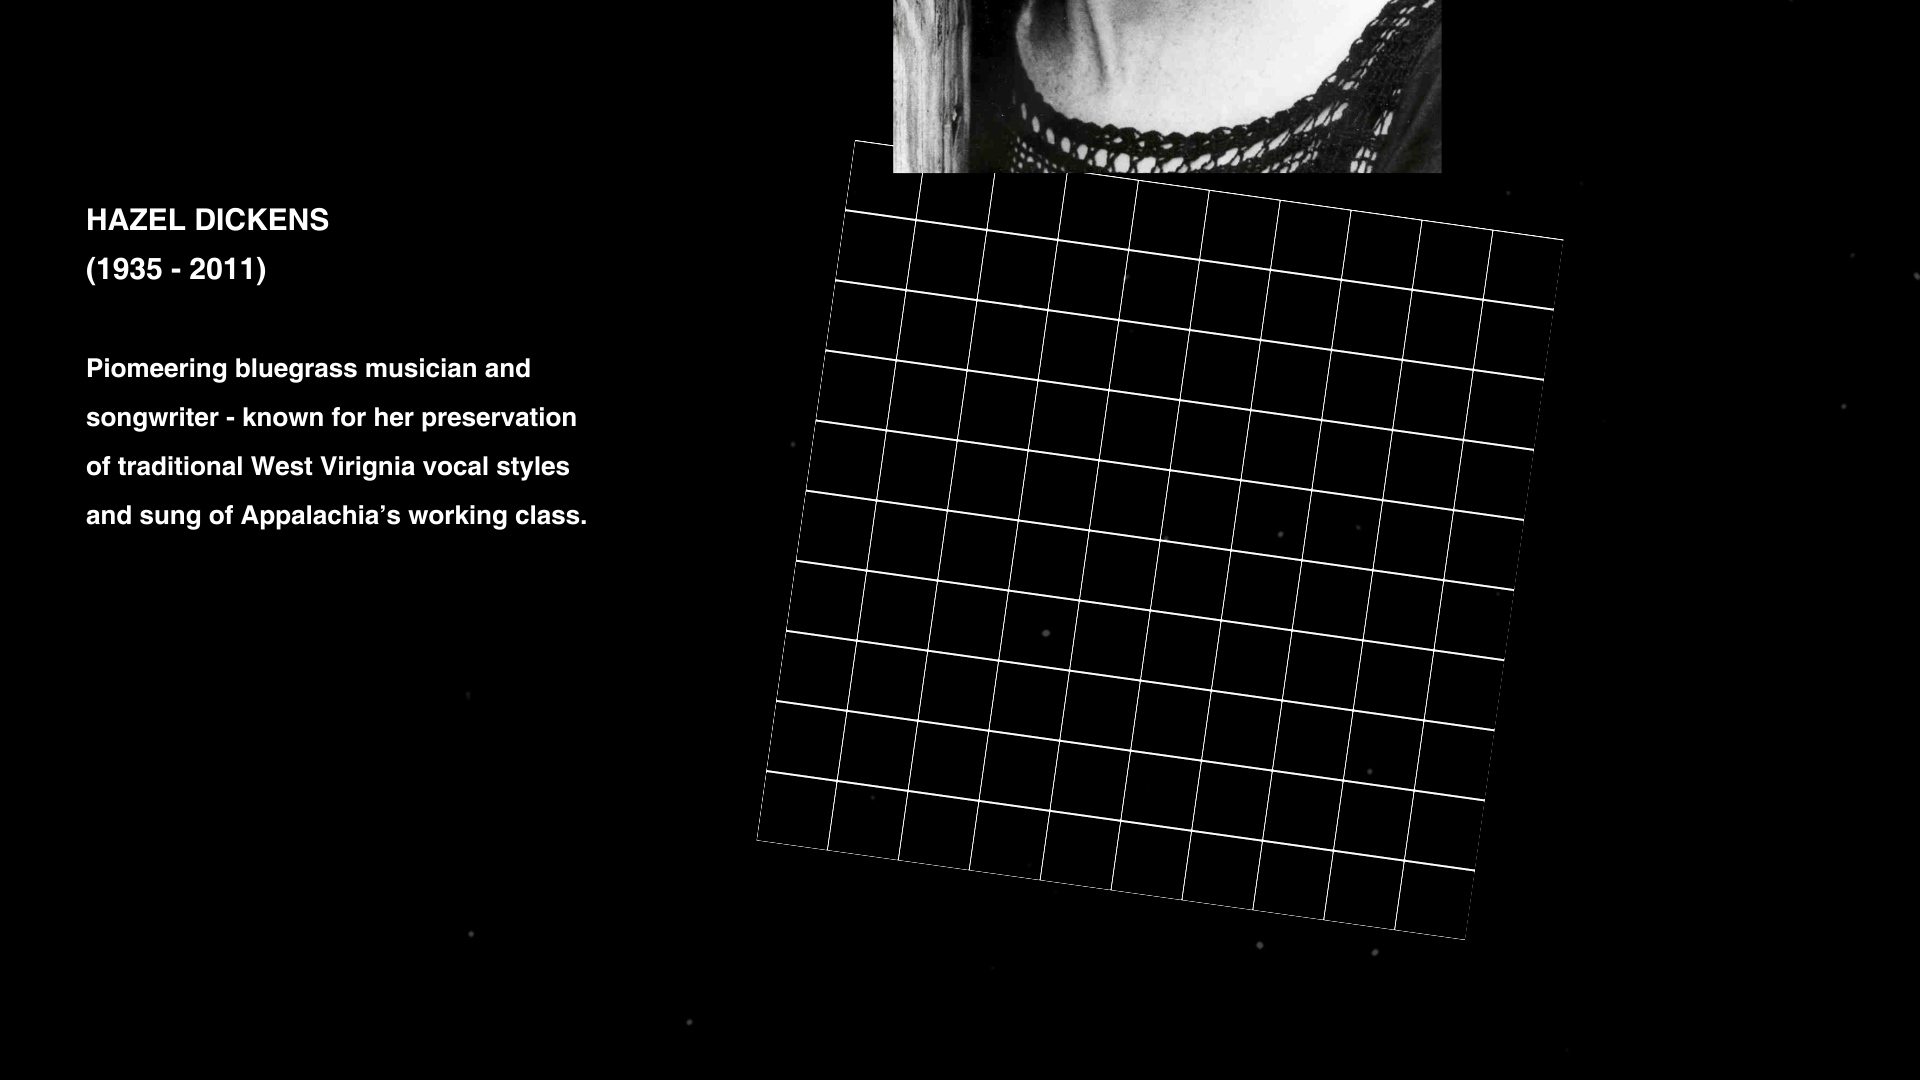 HAZEL DICKENS
(1935 - 2011)
Piomeering bluegrass musician and
songwriter - known for her preservation
of traditional West Virignia vocal styles
and sung of Appalachia’s working class.